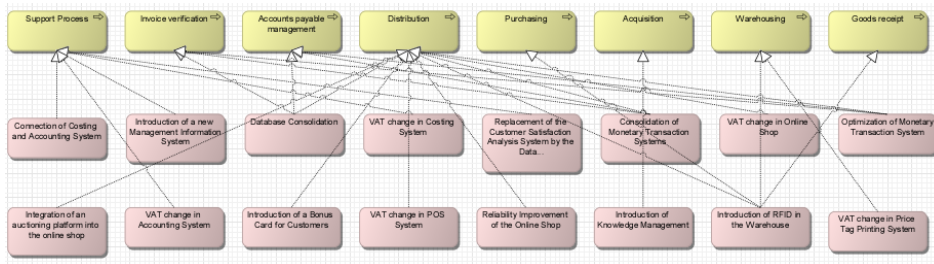 Support Process
Invoice verification
Accounts payable
management
Distribution
Purchasing
Acquisition
Warehousing
Goods receipt
Connection of Costing
and Accounting System
Introduction of a new
Management Information
System
Database Consolidation
VAT change in Costing
System
Replacement of the
Customer Satisfaction
Analysis System by the
Data...
Consolidation of
Monetary Transaction
Systems
VAT change in Online
Shop
Optimization of Monetary
Transaction System
Integration of an
auctioning platform into
the online shop
VAT change in
Accounting System
Introduction of a Bonus
Card for Customers
VAT change in POS
System
Reliability Improvement
of the Online Shop
Introduction of
Knowledge Management
Introduction of RFID in
the Warehouse
VAT change in Price
Tag Printing System